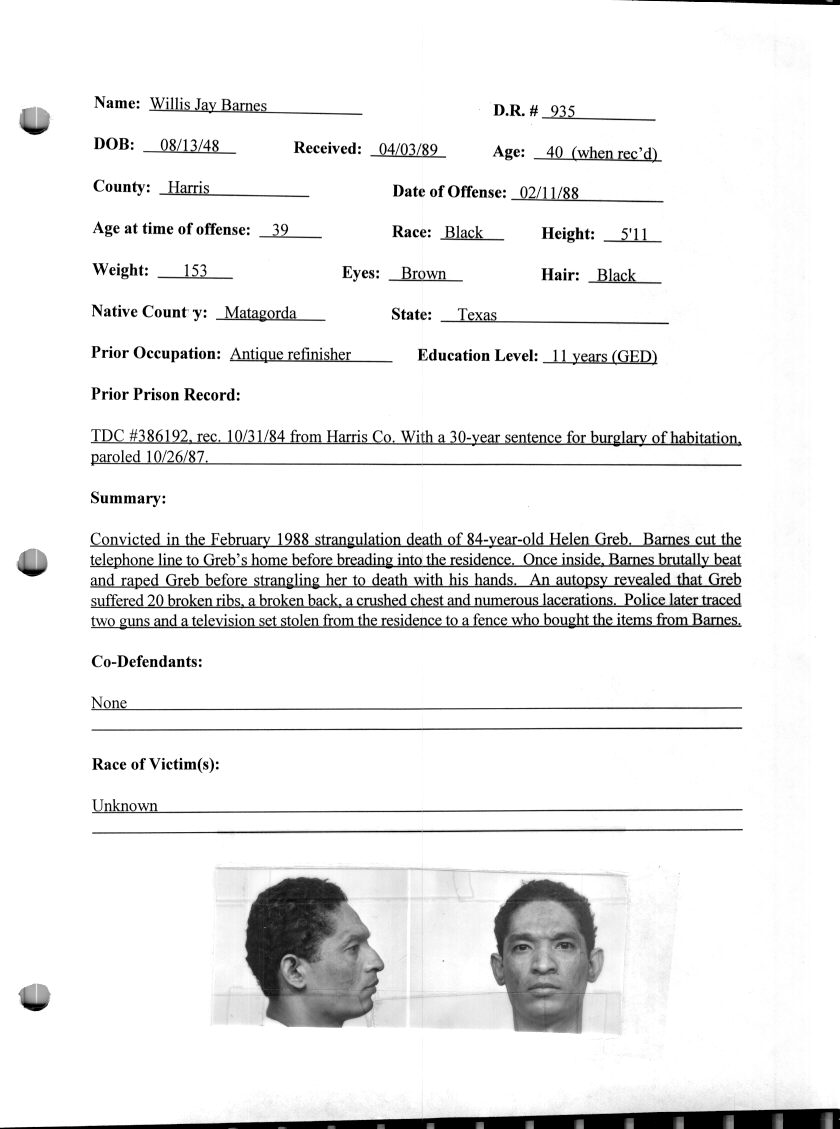 Name: Willis Jay Barnes D.R. # 935
DOB: 08/13/48 Received: 04/03/89 Age: 40 (when rec'd)
County: Harris Date of Offense: 02/11/88
Age at time of offense: 39 Race: Black Height: 5'11
Weight: 153 Eyes: Brown Hair: Black
Native County: Matagorda State: Texas
Prior Occupation: Antique refinisher Education Level: 11 years (GED)
Prior Prison Record:
TDC #386192, rec. 10/31/84 from Harris Co. With a 30-year sentence for burglary of habitation,
paroled 10/26/87.
Summary:
Convicted in the February 1988 strangulation death of 84-year-old Helen Greb. Barnes cut the
telephone line to Greb's home before breading into the residence. Once inside, Barnes brutally beat
and raped Greb before strangling her to death with his hands. An autopsy revealed that Greb
suffered 20 broken ribs, a broken back, a crushed chest and numerous lacerations. Police later traced
two guns and a television set stolen from the residence to a fence who bought the items from Barnes.
Co-Defendants:
None
Race of Victim(s):
Unknown